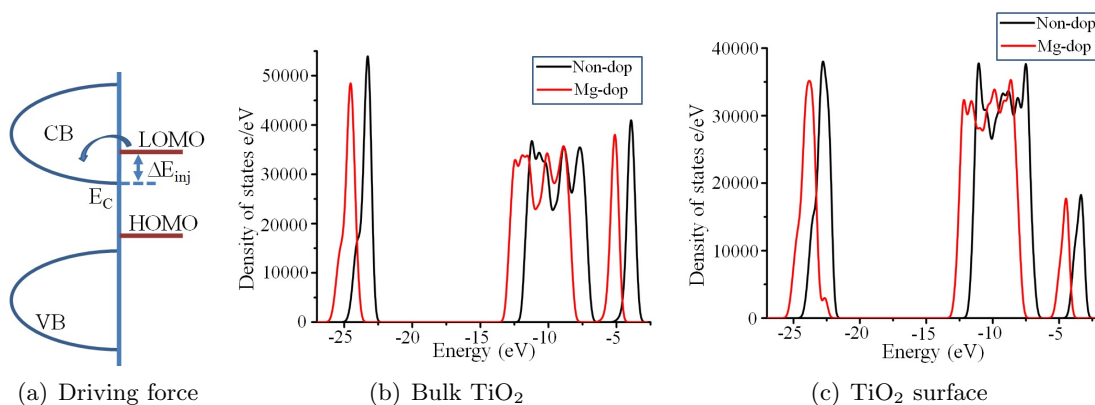 CB
LOMO
ΔE_inj
E_C
HOMO
VB
(a) Driving force
Density of states e/eV
50000
40000
30000
20000
10000
0
Non-dop
Mg-dop
-25
-20
-15
-10
-5
Energy (eV)
(b) Bulk TiO₂
Density of states e/eV
40000
30000
20000
10000
0
Non-dop
Mg-dop
-25
-20
-15
-10
-5
Energy (eV)
(c) TiO₂ surface